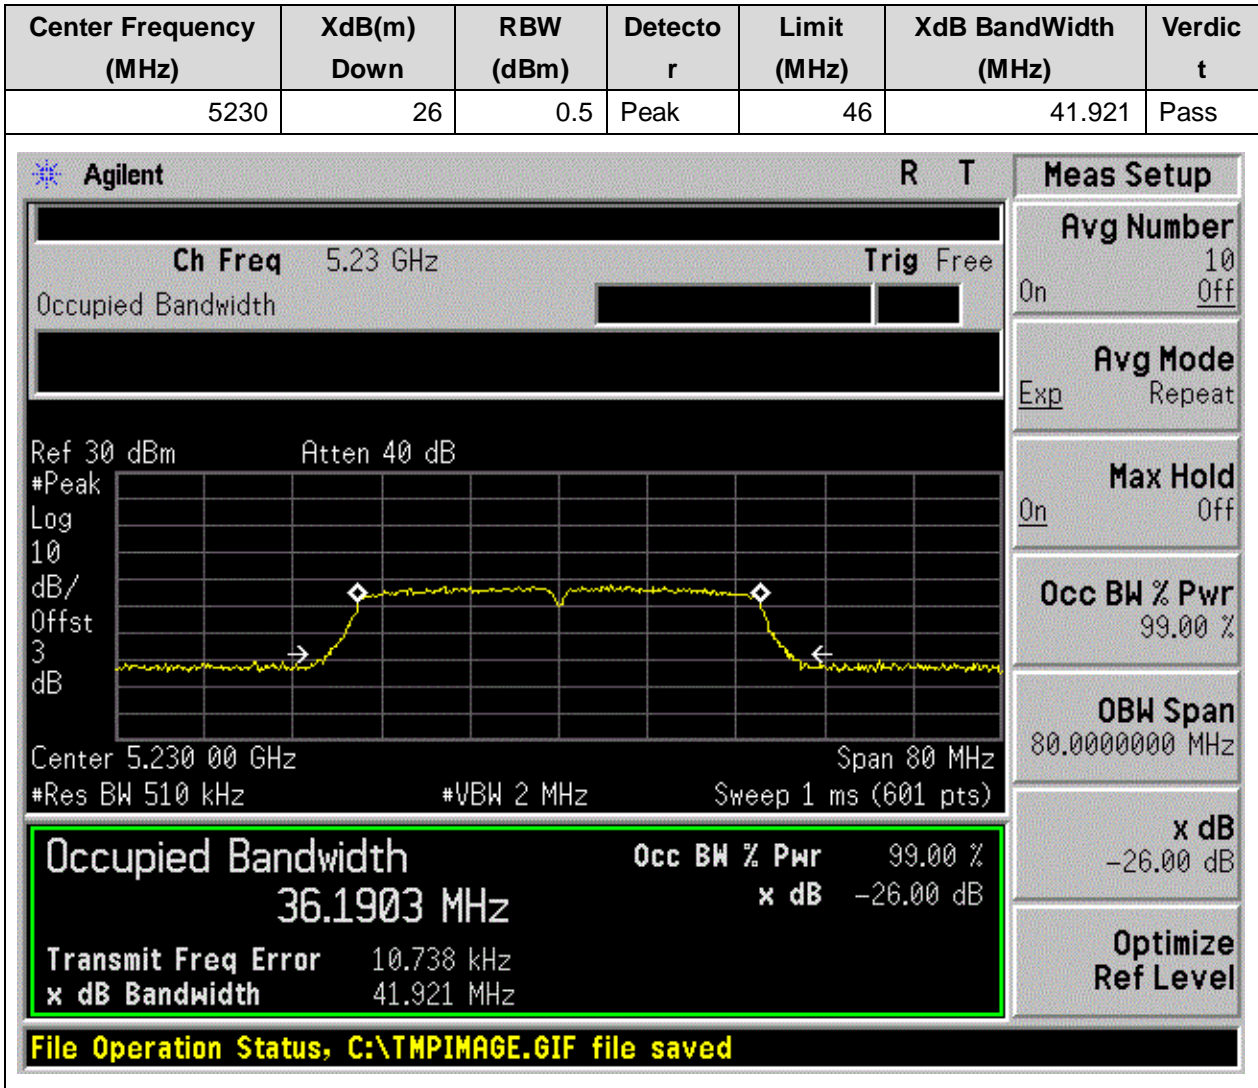 Center Frequency (MHz) XdB(m) Down RBW (dBm) Detecto r Limit (MHz) XdB BandWidth (MHz) Verdic t
5230 26 0.5 Peak 46 41.921 Pass
Agilent R T Meas Setup
Ch Freq 5.23 GHz Trig Free
Occupied Bandwidth
Avg Number
10
On Off
Avg Mode
Exp Repeat
Max Hold
On Off
Occ BW % Pwr
99.00 %
OBW Span
80.0000000 MHz
x dB
-26.00 dB
Optimize
Ref Level
Ref 30 dBm Atten 40 dB
#Peak
Log
10
dB/
Offst
3
dB
Center 5.230 00 GHz Span 80 MHz
#Res BW 510 kHz #VBW 2 MHz Sweep 1 ms (601 pts)
Occupied Bandwidth Occ BW % Pwr 99.00 %
36.1903 MHz x dB -26.00 dB
Transmit Freq Error 10.738 kHz
x dB Bandwidth 41.921 MHz
File Operation Status, C:\TMPIMAGE.GIF file saved